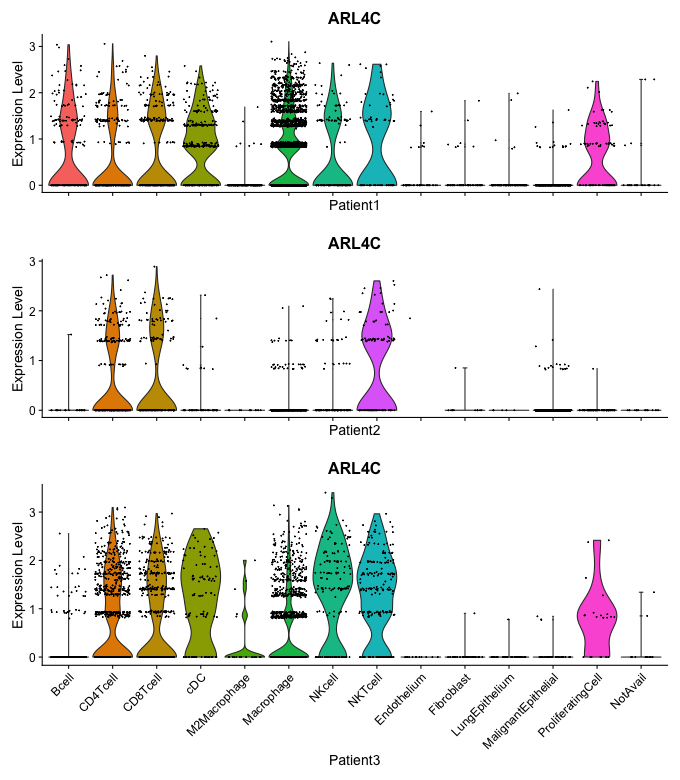 ARL4C
Expression Level
3
2
1
0
Patient1
ARL4C
Expression Level
3
2
1
0
Patient2
ARL4C
Expression Level
3
2
1
0
Bcell
CD4Tcell
CD8Tcell
cDC
M2Macrophage
Macrophage
NKcell
NKTcell
Endothelium
Fibroblast
LungEpithelium
MalignantEpithelial
ProliferatingCell
NotAvail
Patient3